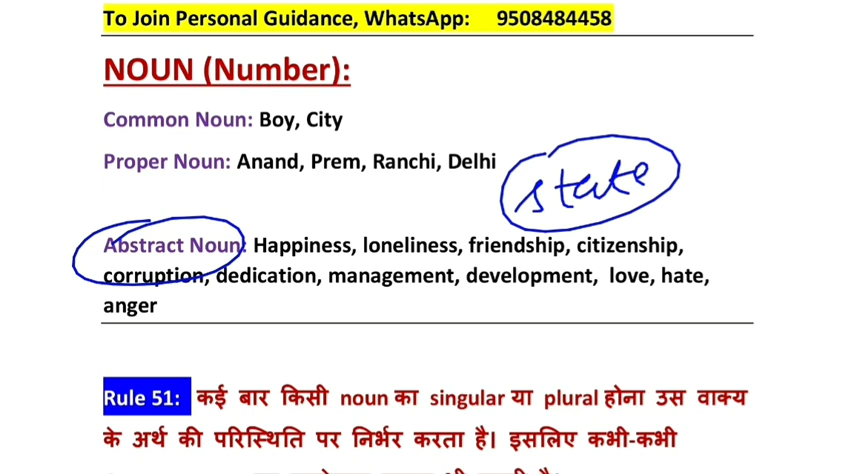 To Join Personal Guidance, WhatsApp: 9508484458
NOUN (Number):
Common Noun: Boy, City
Proper Noun: Anand, Prem, Ranchi, Delhi
state
Abstract Noun: Happiness, loneliness, friendship, citizenship,
corruption, dedication, management, development, love, hate,
anger
Rule 51: कई बार किसी noun का singular या plural होना उस वाक्य
के अर्थ की परिस्थिति पर निर्भर करता है। इसलिए कभी-कभी